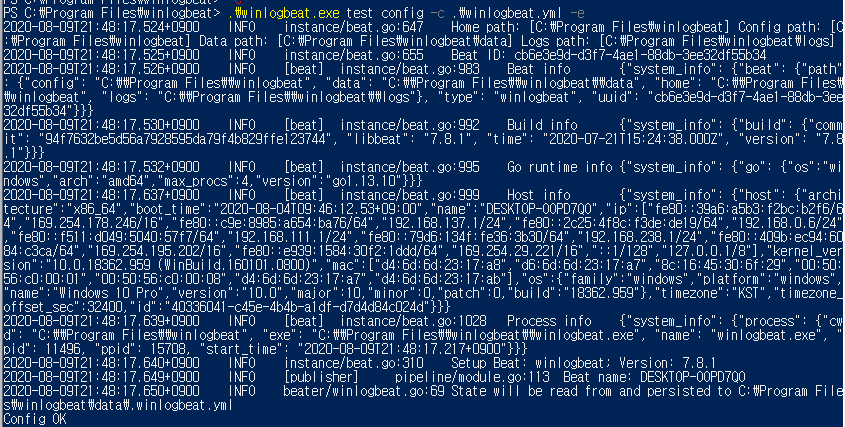 PS C:₩Program Files₩winlogbeat>
PS C:₩Program Files₩winlogbeat> .₩winlogbeat.exe test config -c .₩winlogbeat.yml -e
2020-08-09T21:48:17.524+0900 INFO instance/beat.go:647 Home path: [C:₩Program Files₩winlogbeat] Config path: [C
:₩Program Files₩winlogbeat] Data path: [C:₩Program Files₩winlogbeat₩data] Logs path: [C:₩Program Files₩winlogbeat₩logs]
2020-08-09T21:48:17.525+0900 INFO instance/beat.go:655 Beat ID: cb6e3e9d-d3f7-4ae1-88db-3ee32df55b34
2020-08-09T21:48:17.526+0900 INFO [beat] instance/beat.go:983 Beat info {"system_info": {"beat": {"path"
: {"config": "C:₩₩Program Files₩₩winlogbeat", "data": "C:₩₩Program Files₩₩winlogbeat₩₩data", "home": "C:₩₩Program Files₩
₩winlogbeat", "logs": "C:₩₩Program Files₩₩winlogbeat₩₩logs"}, "type": "winlogbeat", "uuid": "cb6e3e9d-d3f7-4ae1-88db-3ee
32df55b34"}}}
2020-08-09T21:48:17.530+0900 INFO [beat] instance/beat.go:992 Build info {"system_info": {"build": {"comm
it": "94f7632be5d56a7928595da79f4b829ffe123744", "libbeat": "7.8.1", "time": "2020-07-21T15:24:38.000Z", "version": "7.8
.1"}}}
2020-08-09T21:48:17.532+0900 INFO [beat] instance/beat.go:995 Go runtime info {"system_info": {"go": {"os":"wi
ndows","arch":"amd64","max_procs":4,"version":"go1.13.10"}}}
2020-08-09T21:48:17.637+0900 INFO [beat] instance/beat.go:999 Host info {"system_info": {"host": {"archi
tecture":"x86_64","boot_time":"2020-08-04T09:46:12.53+09:00","name":"DESKTOP-OOPD7QO","ip":["fe80::39a6:a5b3:f2bc:b2f6/6
4","169.254.178.246/16","fe80::c9e:8985:a654:ba76/64","192.168.137.1/24","fe80::2c25:4f8c:f3de:de19/64","192.168.0.6/24"
,"fe80::f511:d049:5040:57f7/64","192.168.111.1/24","fe80::79d6:134f:fe36:3b30/64","192.168.238.1/24","fe80::409b:ec94:60
84:c3ca/64","169.254.195.202/16","fe80::e939:1584:30f2:1ddd/64","169.254.29.221/16","::1/128","127.0.0.1/8"],"kernel_ver
sion":"10.0.18362.959 (WinBuild.160101.0800)","mac":["d4:6d:6d:23:17:a8","d6:6d:6d:23:17:a7","8c:16:45:30:6f:29","00:50:
56:c0:00:01","00:50:56:c0:00:08","d4:6d:6d:23:17:a7","d4:6d:6d:23:17:ab"],"os":{"family":"windows","platform":"windows",
"name":"Windows 10 Pro","version":"10.0","major":10,"minor":0,"patch":0,"build":"18362.959"},"timezone":"KST","timezone_
offset_sec":32400,"id":"40336041-c45e-4b4b-a1df-d7d4d84c024d"}}}
2020-08-09T21:48:17.639+0900 INFO [beat] instance/beat.go:1028 Process info {"system_info": {"process": {"cw
d": "C:₩₩Program Files₩₩winlogbeat", "exe": "C:₩₩Program Files₩₩winlogbeat₩₩winlogbeat.exe", "name": "winlogbeat.exe", "
pid": 11496, "ppid": 15708, "start_time": "2020-08-09T21:48:17.217+0900"}}}
2020-08-09T21:48:17.640+0900 INFO instance/beat.go:310 Setup Beat: winlogbeat; Version: 7.8.1
2020-08-09T21:48:17.649+0900 INFO [publisher] pipeline/module.go:113 Beat name: DESKTOP-OOPD7QO
2020-08-09T21:48:17.650+0900 INFO beater/winlogbeat.go:69 State will be read from and persisted to C:₩Program File
s₩winlogbeat₩data₩.winlogbeat.yml
Config OK